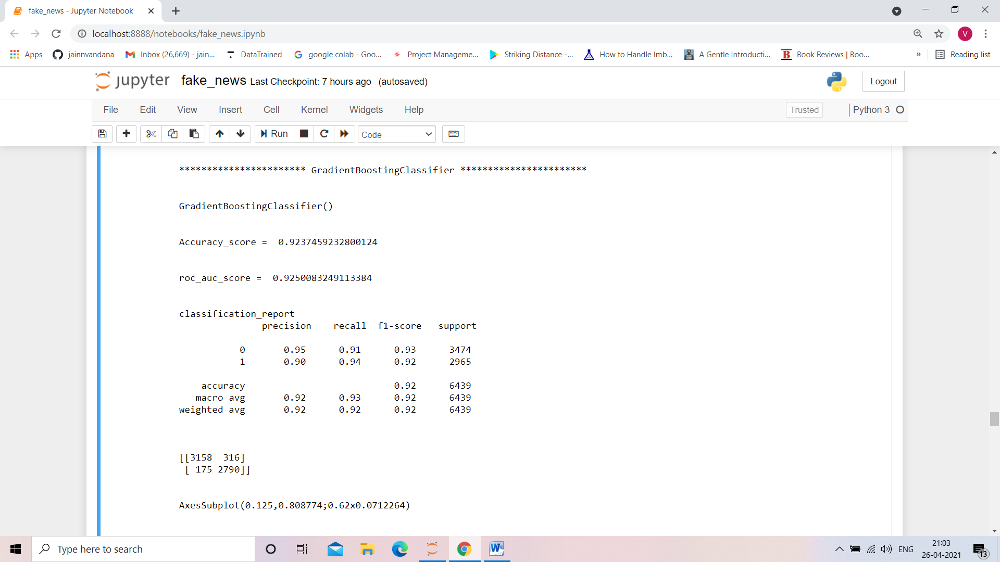 fake_news - Jupyter Notebook
localhost:8888/notebooks/fake_news.ipynb
V
Apps jainnvandana Inbox (26,669) - jain... DataTrained google colab - Goo... Project Manageme... Striking Distance -... How to Handle Imb... A Gentle Introducti... B Book Reviews | Boo... » Reading list
jupyter fake_news Last Checkpoint: 7 hours ago (autosaved) Logout
File Edit View Insert Cell Kernel Widgets Help Trusted Python 3
Run Code
*********************** GradientBoostingClassifier ***********************
GradientBoostingClassifier()
Accuracy_score =  0.9237459232800124
roc_auc_score =  0.9250083249113384
classification_report
precision recall f1-score support
0 0.95 0.91 0.93 3474
1 0.90 0.94 0.92 2965
accuracy 0.92 6439
macro avg 0.92 0.93 0.92 6439
weighted avg 0.92 0.92 0.92 6439
[[3158  316]
[ 175 2790]]
AxesSubplot(0.125,0.808774;0.62x0.0712264)
Type here to search
W
ENG
21:03
26-04-2021
13